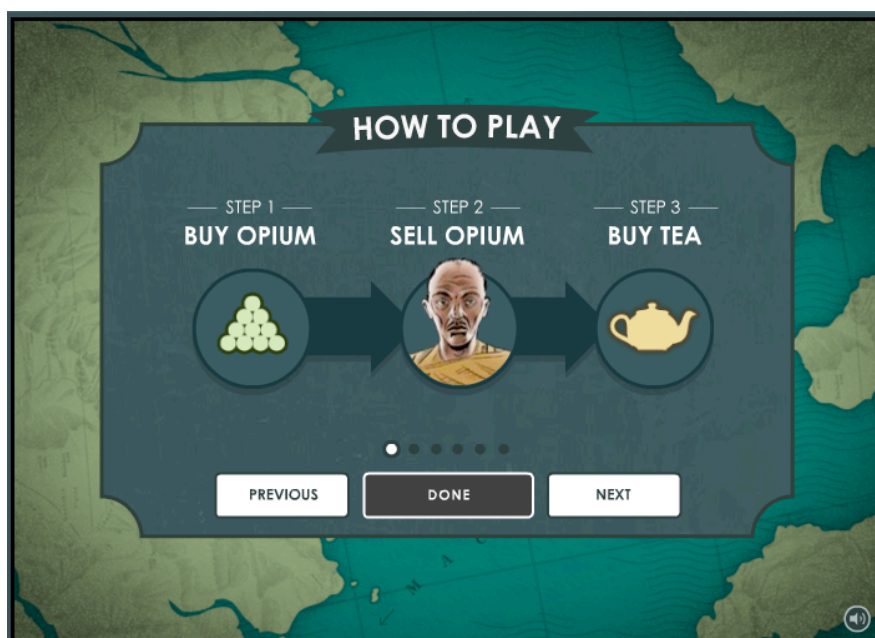 HOW TO PLAY
STEP 1
BUY OPIUM
STEP 2
SELL OPIUM
STEP 3
BUY TEA
PREVIOUS
DONE
NEXT
M A C